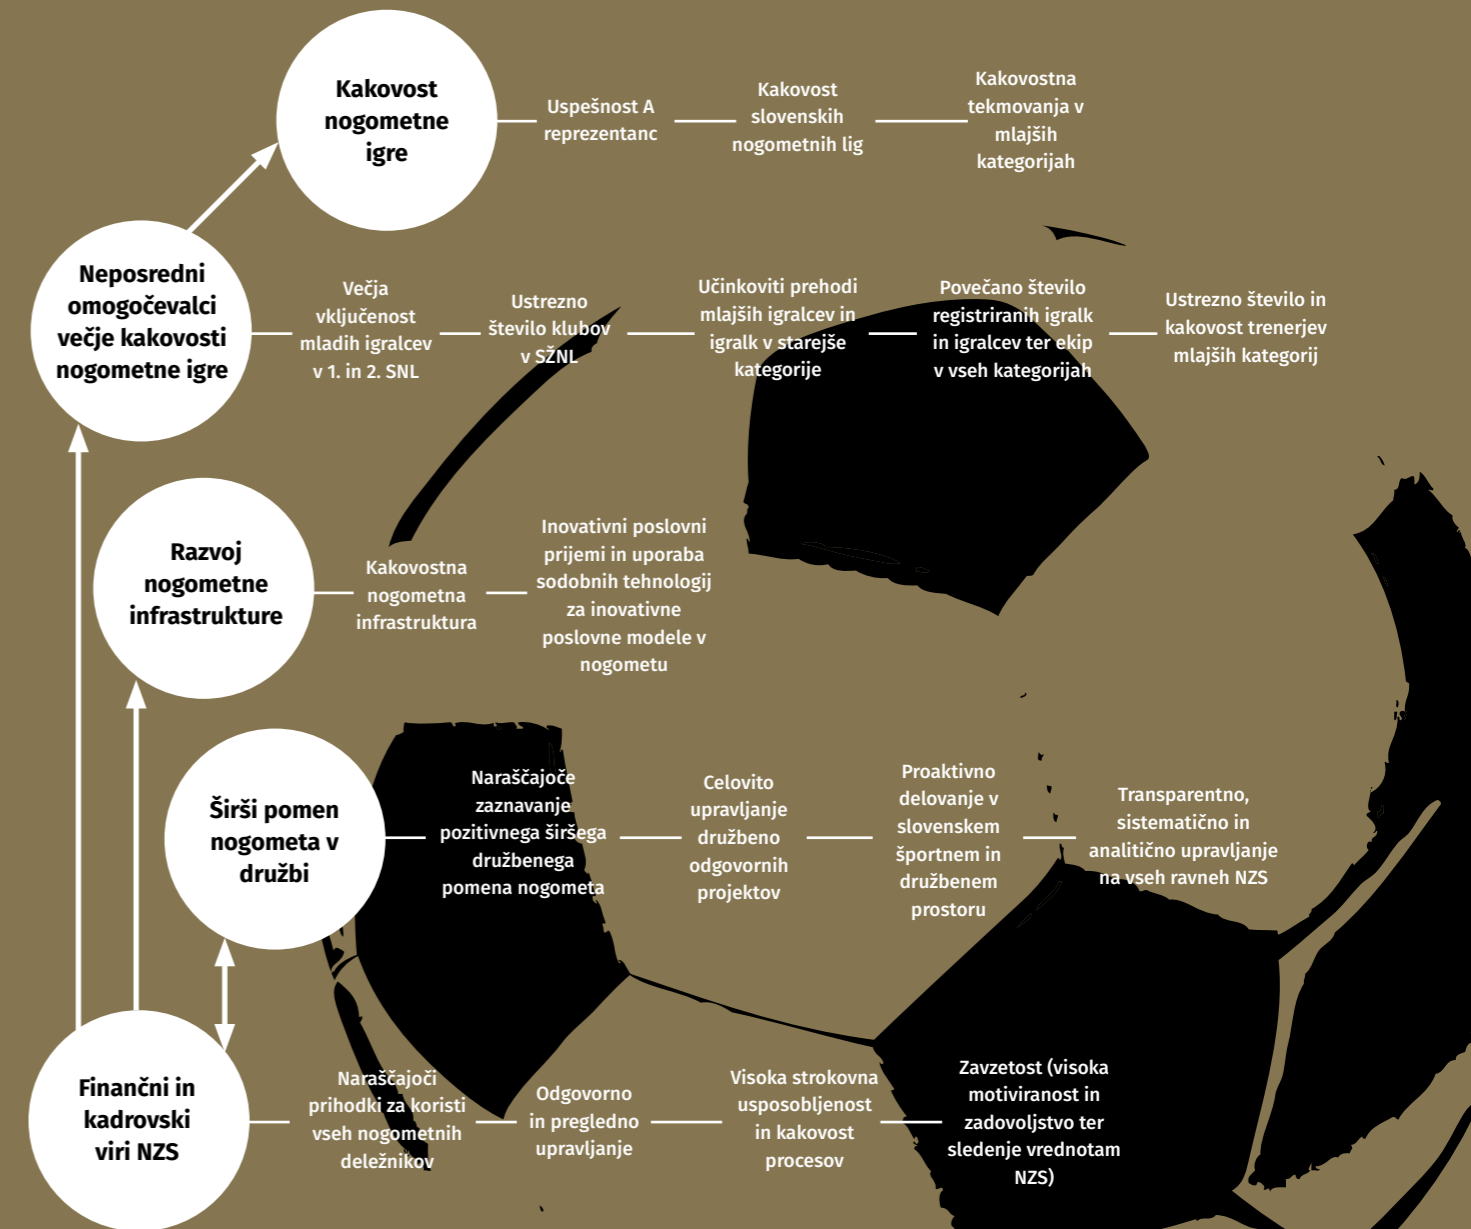 Kakovost
nogometne
igre
Uspešnost A
reprezentanc
Kakovost
slovenskih
nogometnih lig
Kakovostna
tekmovanja v
mlajših
kategorijah
Neposredni
omogočevalci
večje kakovosti
nogometne igre
Večja
vključenost
mladih igralcev
v 1. in 2. SNL
Ustrezno
število klubov
v SŽNL
Učinkoviti prehodi
mlajših igralcev in
igralk v starejše
kategorije
Povečano število
registriranih igralk
in igralcev ter ekip
v vseh kategorijah
Ustrezno število in
kakovost trenerjev
mlajših kategorij
Razvoj
nogometne
infrastrukture
Kakovostna
nogometna
infrastruktura
Inovativni poslovni
prijemi in uporaba
sodobnih tehnologij
za inovativne
poslovne modele v
nogometu
Širši pomen
nogometa v
družbi
Naraščajoče
zaznavanje
pozitivnega širšega
družbenega
pomena nogometa
Celovito
upravljanje
družbeno
odgovornih
projektov
Proaktivno
delovanje v
slovenskem
športnem in
družbenem
prostoru
Transparentno,
sistematično in
analitično upravljanje
na vseh ravneh NZS
Finančni in
kadrovski
viri NZS
Naraščajoči
prihodki za koristi
vseh nogometnih
deležnikov
Odgovorno
in pregledno
upravljanje
Visoka strokovna
usposobljenost
in kakovost
procesov
Zavzetost (visoka
motiviranost in
zadovoljstvo ter
sledenje vrednotam
NZS)